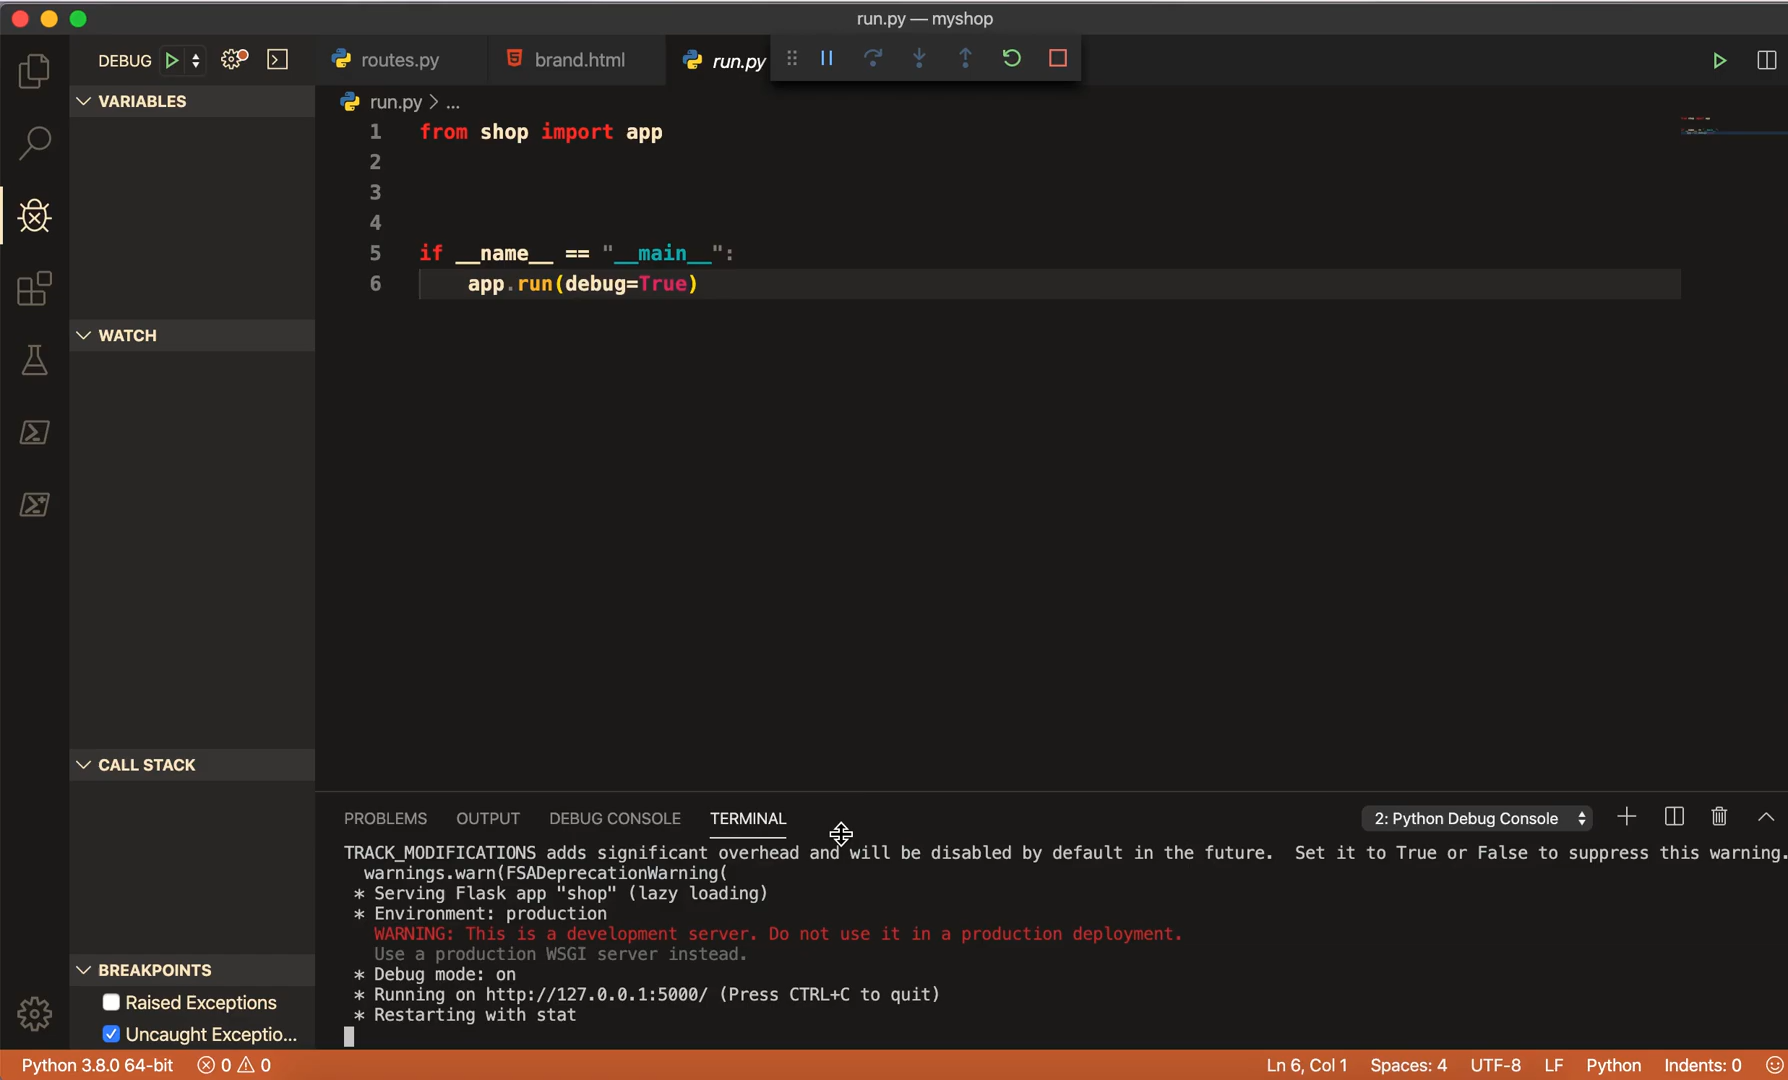 run.py — myshop
DEBUG
routes.py
brand.html
run.py
VARIABLES
run.py > ...
1 from shop import app
2
3
4
5 if __name__ == "__main__":
6 app.run(debug=True)
WATCH
CALL STACK
BREAKPOINTS
Raised Exceptions
Uncaught Exceptio...
PROBLEMS OUTPUT DEBUG CONSOLE TERMINAL
2: Python Debug Console
TRACK_MODIFICATIONS adds significant overhead and will be disabled by default in the future. Set it to True or False to suppress this warning.
warnings.warn(FSADeprecationWarning(
* Serving Flask app "shop" (lazy loading)
* Environment: production
WARNING: This is a development server. Do not use it in a production deployment.
Use a production WSGI server instead.
* Debug mode: on
* Running on http://127.0.0.1:5000/ (Press CTRL+C to quit)
* Restarting with stat
Python 3.8.0 64-bit 0 0 Ln 6, Col 1 Spaces: 4 UTF-8 LF Python Indents: 0